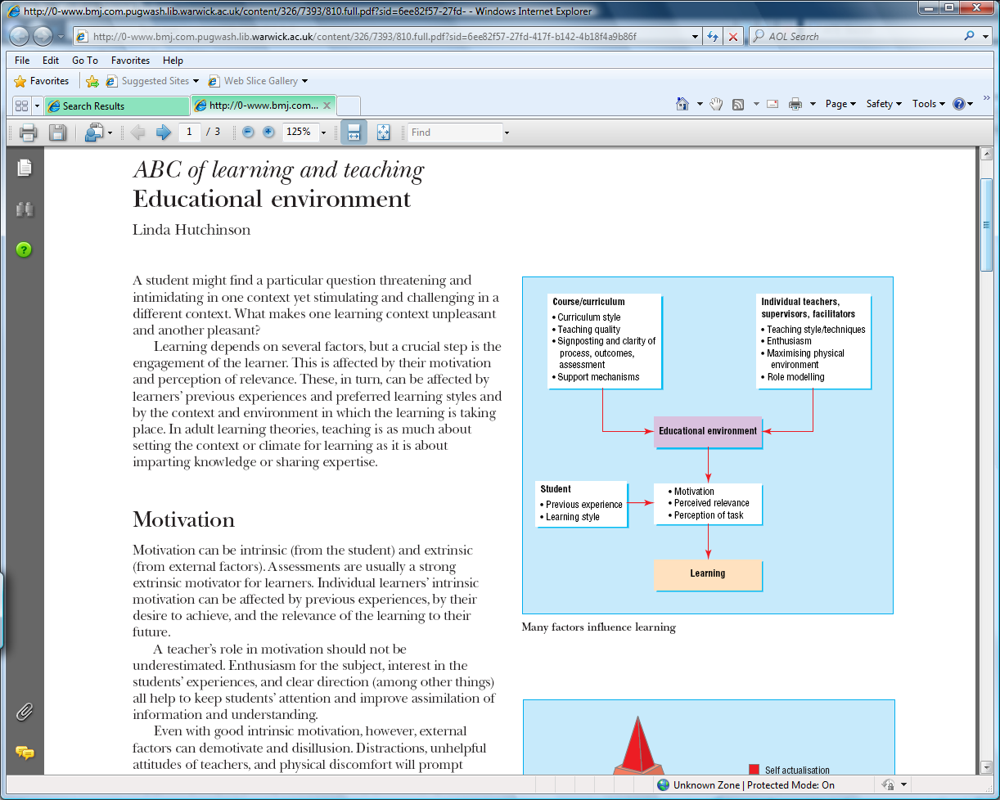 http://0-www.bmj.com.pugwash.lib.warwick.ac.uk/content/326/7393/810.full.pdf?sid=6ee82f57-27fd- - Windows Internet Explorer
http://0-www.bmj.com.pugwash.lib.warwick.ac.uk/content/326/7393/810.full.pdf?sid=6ee82f57-27fd-417f-b142-4b18f4a9b86f
AOL Search
File Edit Go To Favorites Help
Favorites Suggested Sites Web Slice Gallery
Search Results http://0-www.bmj.com... Page Safety Tools
1 / 3 125% Find
ABC of learning and teaching
Educational environment
Linda Hutchinson
A student might find a particular question threatening and
intimidating in one context yet stimulating and challenging in a
different context. What makes one learning context unpleasant
and another pleasant?
Learning depends on several factors, but a crucial step is the
engagement of the learner. This is affected by their motivation
and perception of relevance. These, in turn, can be affected by
learners' previous experiences and preferred learning styles and
by the context and environment in which the learning is taking
place. In adult learning theories, teaching is as much about
setting the context or climate for learning as it is about
imparting knowledge or sharing expertise.
Motivation
Motivation can be intrinsic (from the student) and extrinsic
(from external factors). Assessments are usually a strong
extrinsic motivator for learners. Individual learners' intrinsic
motivation can be affected by previous experiences, by their
desire to achieve, and the relevance of the learning to their
future.
A teacher's role in motivation should not be
underestimated. Enthusiasm for the subject, interest in the
students' experiences, and clear direction (among other things)
all help to keep students' attention and improve assimilation of
information and understanding.
Even with good intrinsic motivation, however, external
factors can demotivate and disillusion. Distractions, unhelpful
attitudes of teachers, and physical discomfort will prompt
Course/curriculum
• Curriculum style
• Teaching quality
• Signposting and clarity of
process, outcomes,
assessment
• Support mechanisms
Individual teachers,
supervisors, facilitators
• Teaching style/techniques
• Enthusiasm
• Maximising physical
environment
• Role modelling
Educational environment
Student
• Previous experience
• Learning style
• Motivation
• Perceived relevance
• Perception of task
Learning
Many factors influence learning
Self actualisation
Unknown Zone | Protected Mode: On